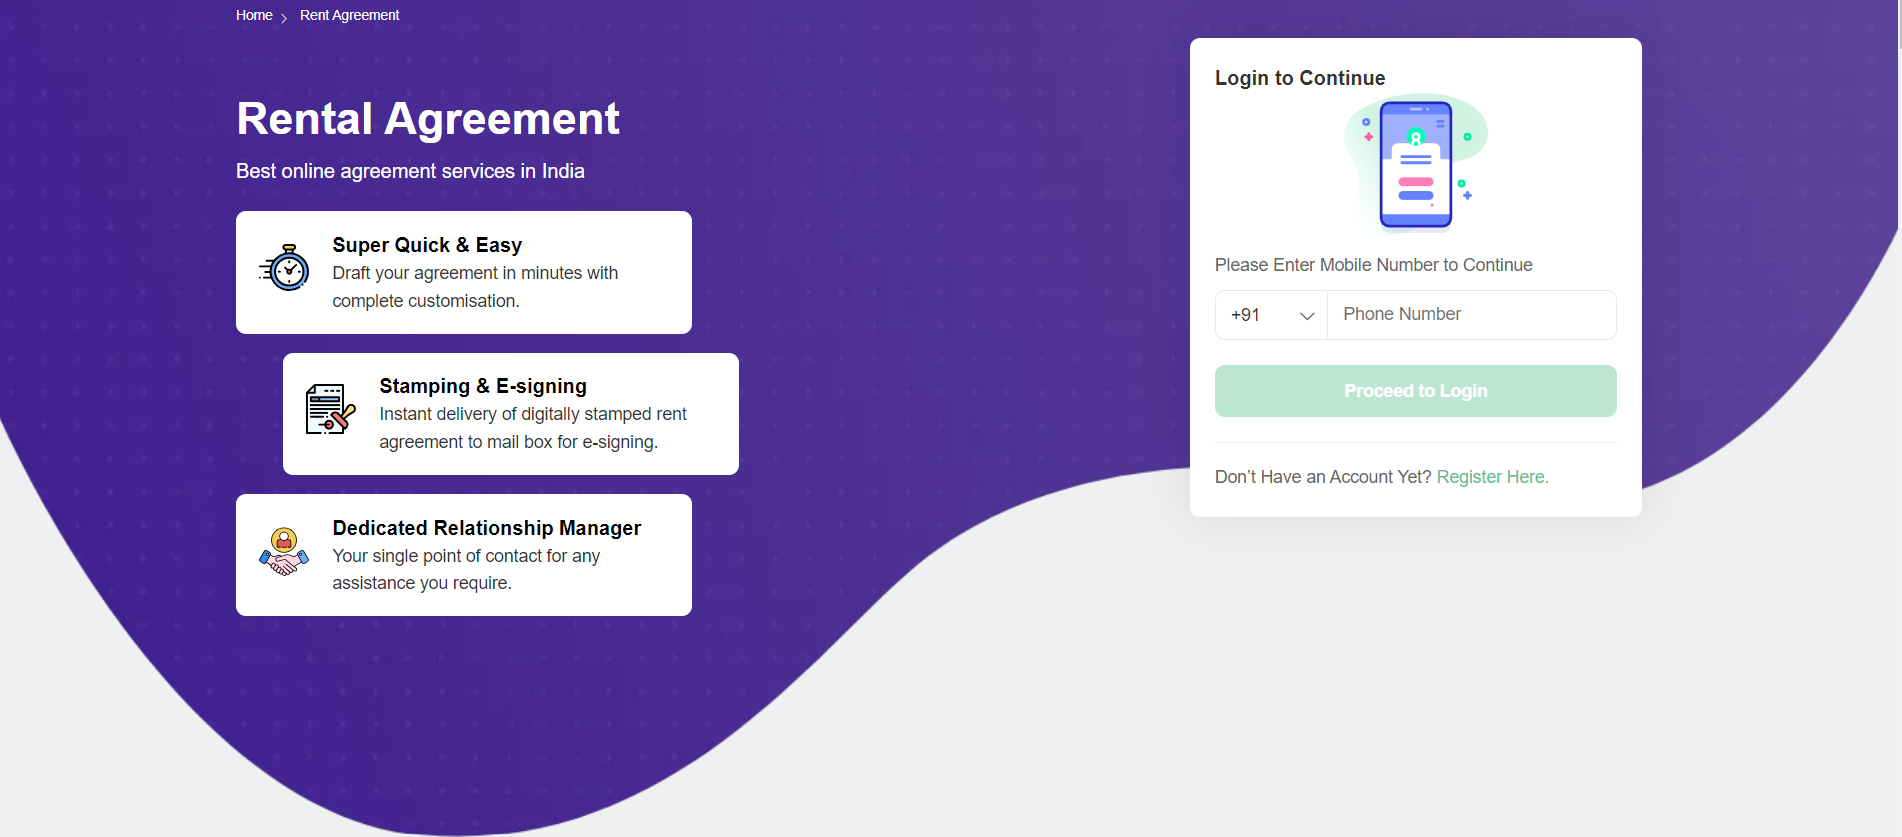 Home > Rent Agreement
Rental Agreement
Best online agreement services in India
Super Quick & Easy
Draft your agreement in minutes with
complete customisation.
Stamping & E-signing
Instant delivery of digitally stamped rent
agreement to mail box for e-signing.
Dedicated Relationship Manager
Your single point of contact for any
assistance you require.
Login to Continue
Please Enter Mobile Number to Continue
+91 Phone Number
Proceed to Login
Don’t Have an Account Yet? Register Here.